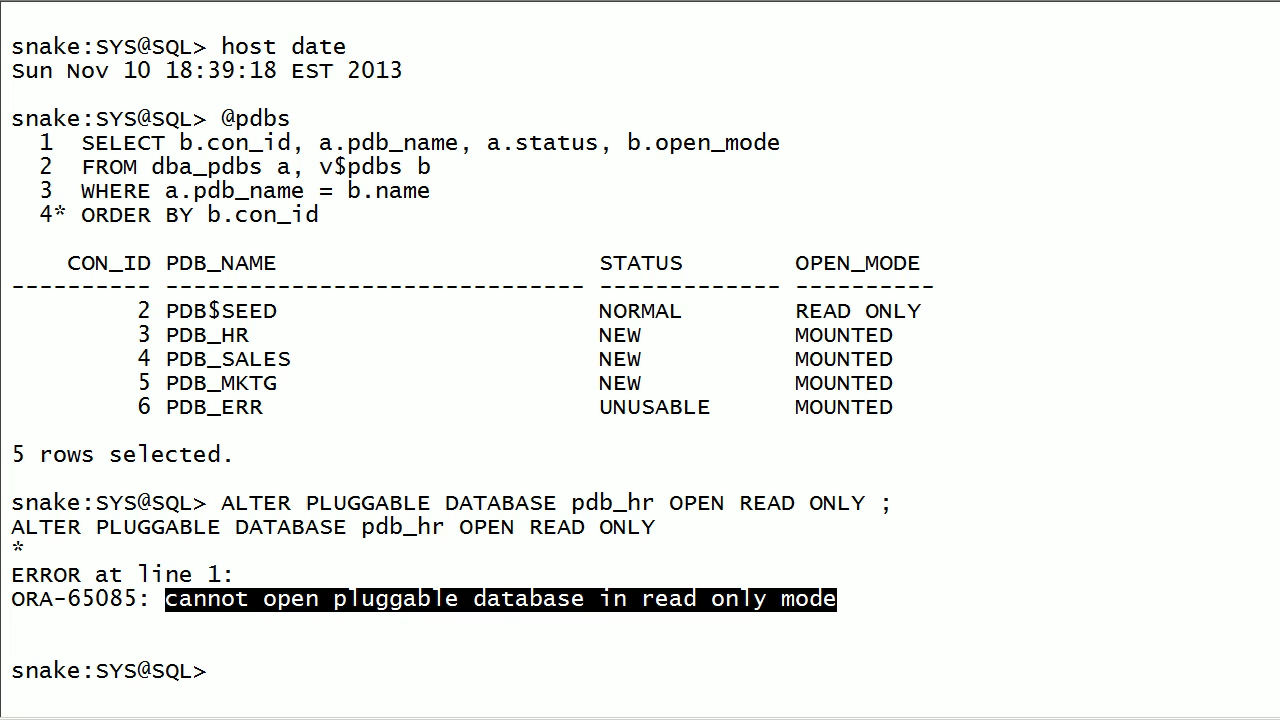 snake:SYS@SQL> host date
Sun Nov 10 18:39:18 EST 2013
snake:SYS@SQL> @pdbs
  1  SELECT b.con_id, a.pdb_name, a.status, b.open_mode
  2  FROM dba_pdbs a, v$pdbs b
  3  WHERE a.pdb_name = b.name
  4* ORDER BY b.con_id
    CON_ID PDB_NAME                       STATUS        OPEN_MODE
---------- ------------------------------ ------------- ----------
         2 PDB$SEED                       NORMAL        READ ONLY
         3 PDB_HR                         NEW           MOUNTED
         4 PDB_SALES                      NEW           MOUNTED
         5 PDB_MKTG                       NEW           MOUNTED
         6 PDB_ERR                        UNUSABLE      MOUNTED
5 rows selected.
snake:SYS@SQL> ALTER PLUGGABLE DATABASE pdb_hr OPEN READ ONLY ;
ALTER PLUGGABLE DATABASE pdb_hr OPEN READ ONLY
*
ERROR at line 1:
ORA-65085: cannot open pluggable database in read only mode
snake:SYS@SQL>